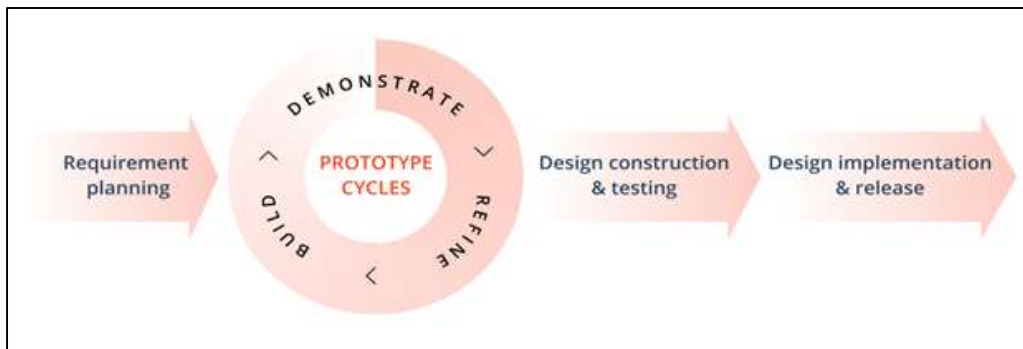 Requirement
planning
DEMONSTRATE
PROTOTYPE
CYCLES
BUILD
REFINE
Design construction
& testing
Design implementation
& release